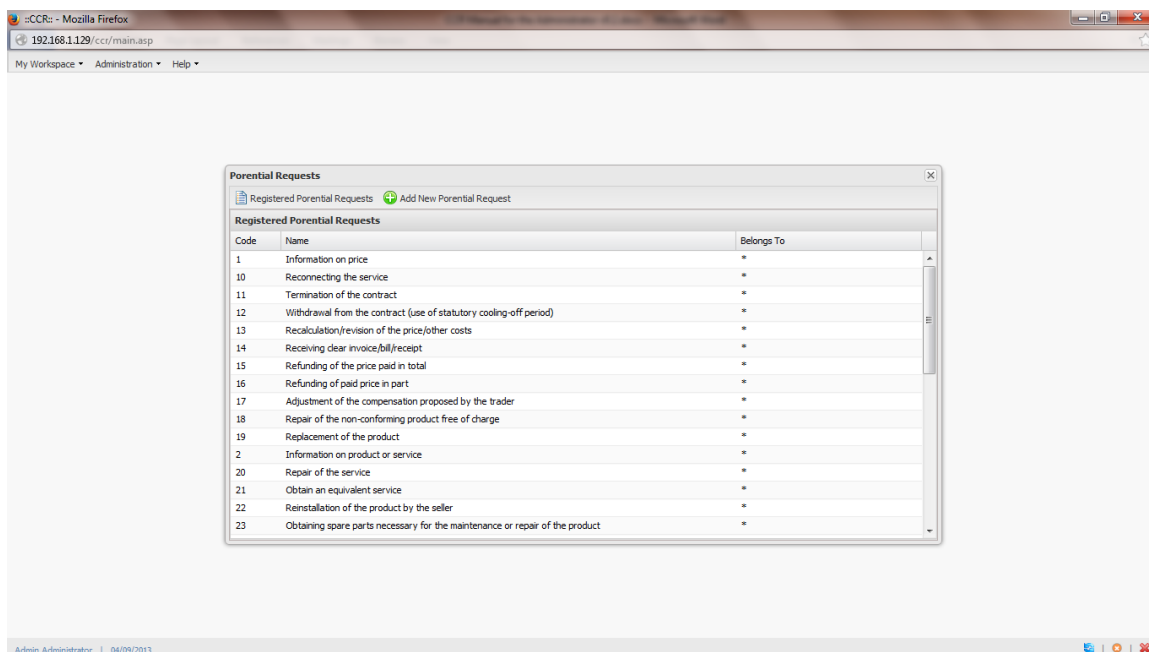 ::CCR:: - Mozilla Firefox
192.168.1.129/ccr/main.asp
My Workspace Administration Help
Porential Requests
Registered Porential Requests Add New Porential Request
Registered Porential Requests
Code Name Belongs To
1 Information on price *
10 Reconnecting the service *
11 Termination of the contract *
12 Withdrawal from the contract (use of statutory cooling-off period) *
13 Recalculation/revision of the price/other costs *
14 Receiving clear invoice/bill/receipt *
15 Refunding of the price paid in total *
16 Refunding of paid price in part *
17 Adjustment of the compensation proposed by the trader *
18 Repair of the non-conforming product free of charge *
19 Replacement of the product *
2 Information on product or service *
20 Repair of the service *
21 Obtain an equivalent service *
22 Reinstallation of the product by the seller *
23 Obtaining spare parts necessary for the maintenance or repair of the product *
Admin Administrator | 04/09/2013